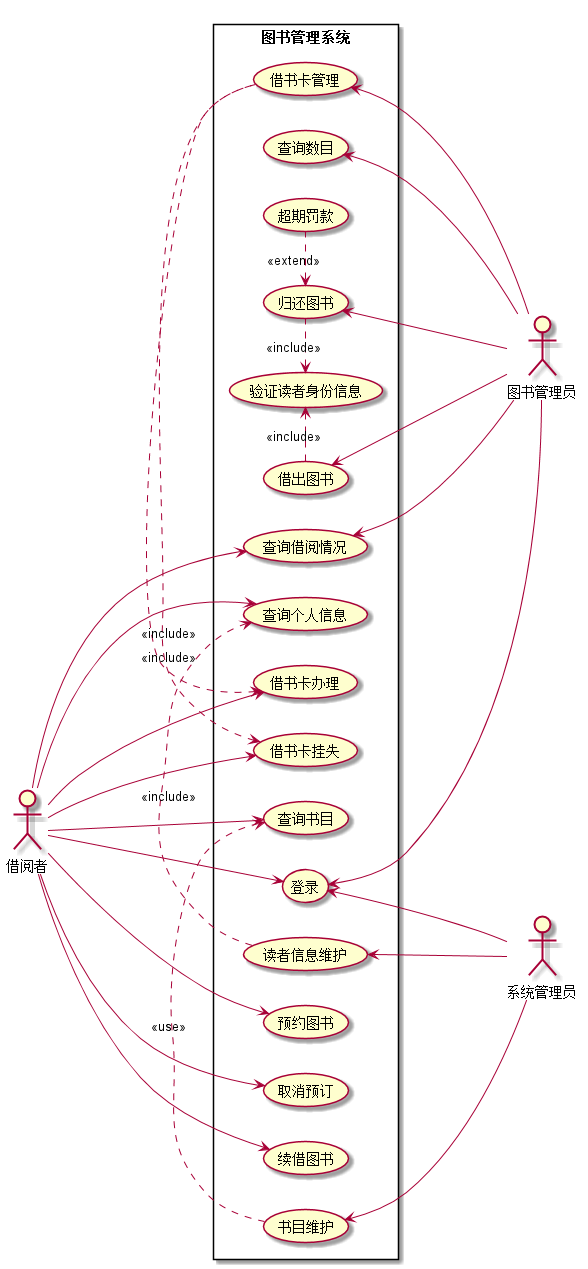 图书管理系统
借书卡管理
查询数目
超期罚款
«extend»
归还图书
«include»
图书管理员
验证读者身份信息
«include»
借出图书
查询借阅情况
查询个人信息
«include»
«include»
借书卡办理
借书卡挂失
«include»
查询书目
借阅者
登录
读者信息维护
系统管理员
预约图书
«use»
取消预订
续借图书
书目维护